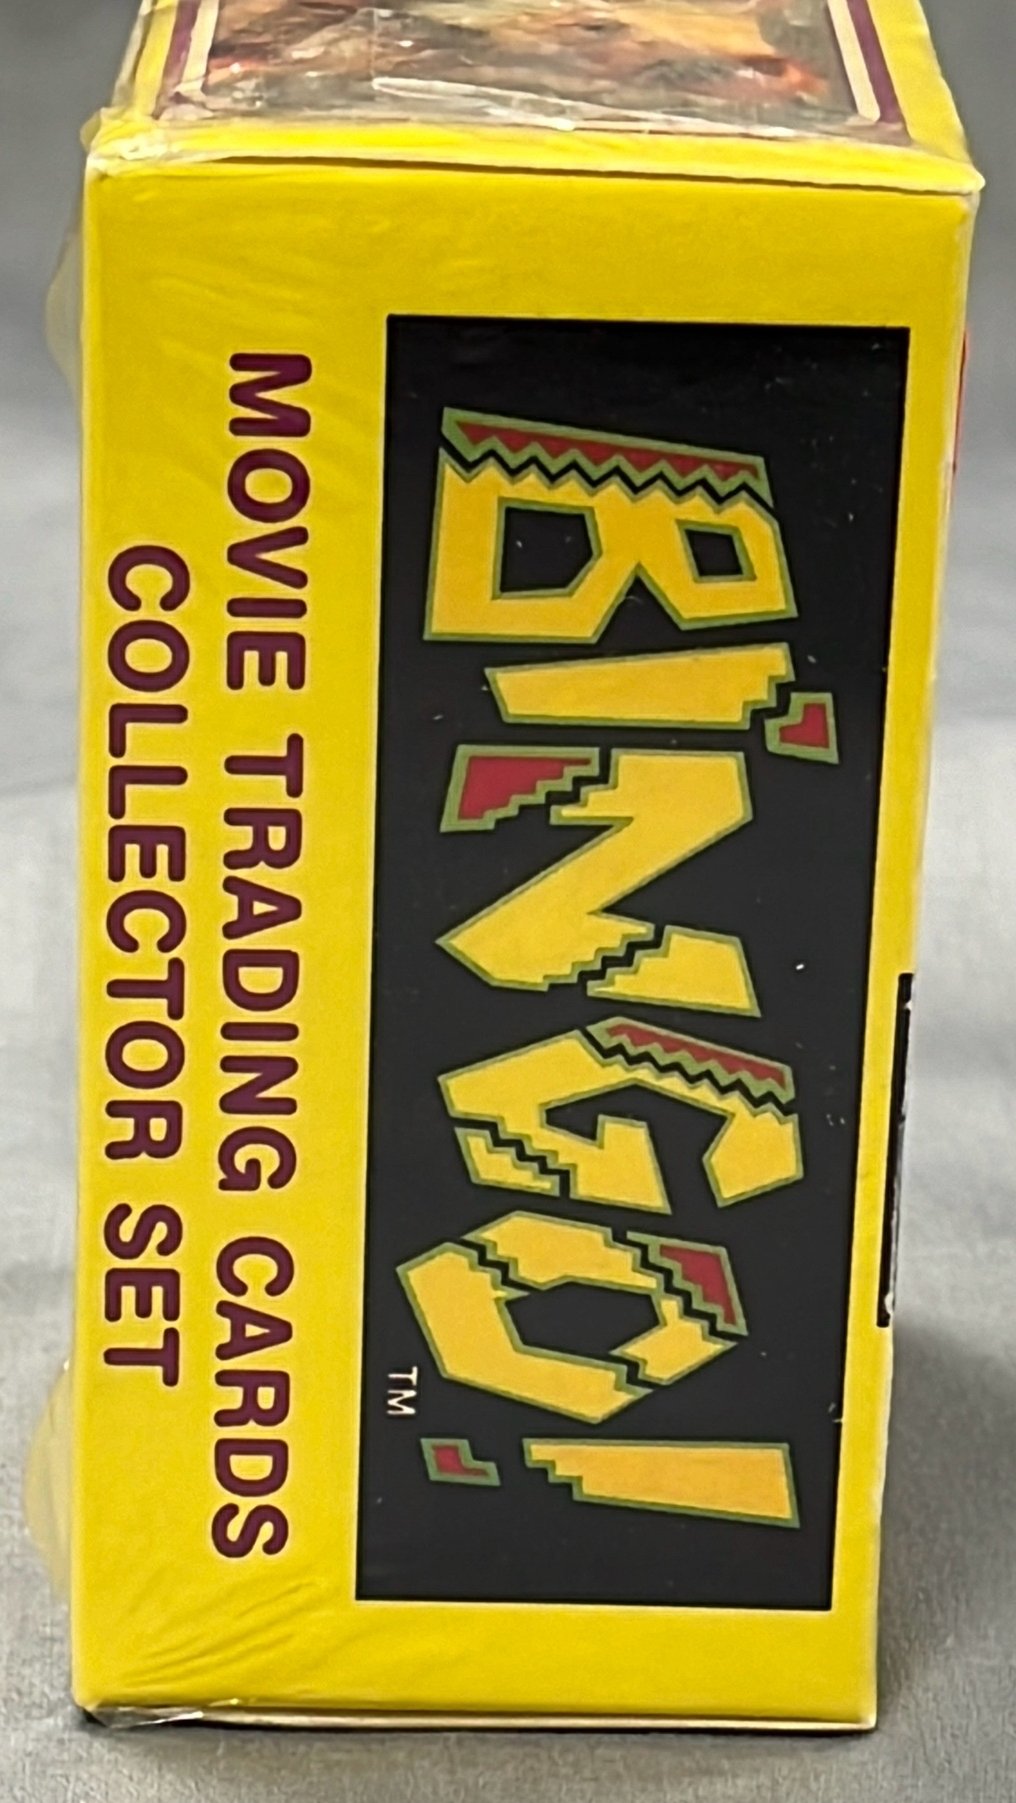 BINGO!
TM
MOVIE TRADING CARDS
COLLECTOR SET